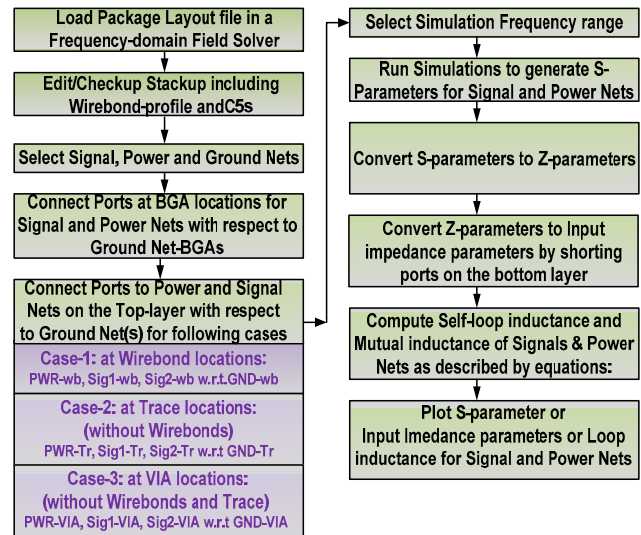 Load Package Layout file in a
Frequency-domain Field Solver
Edit/Checkup Stackup including
Wirebond-profile andC5s
Select Signal, Power and Ground Nets
Connect Ports at BGA locations for
Signal and Power Nets with respect to
Ground Net-BGAs
Connect Ports to Power and Signal
Nets on the Top-layer with respect
to Ground Net(s) for following cases
Case-1: at Wirebond locations:
PWR-wb, Sig1-wb, Sig2-wb w.r.t.GND-wb
Case-2: at Trace locations:
(without Wirebonds)
PWR-Tr, Sig1-Tr, Sig2-Tr w.r.t GND-Tr
Case-3: at VIA locations:
(without Wirebonds and Trace)
PWR-VIA, Sig1-VIA, Sig2-VIA w.r.t GND-VIA
Select Simulation Frequency range
Run Simulations to generate S-
Parameters for Signal and Power Nets
Convert S-parameters to Z-parameters
Convert Z-parameters to Input
impedance parameters by shorting
ports on the bottom layer
Compute Self-loop inductance and
Mutual inductance of Signals & Power
Nets as described by equations:
Plot S-parameter or
Input Imedance parameters or Loop
inductance for Signal and Power Nets